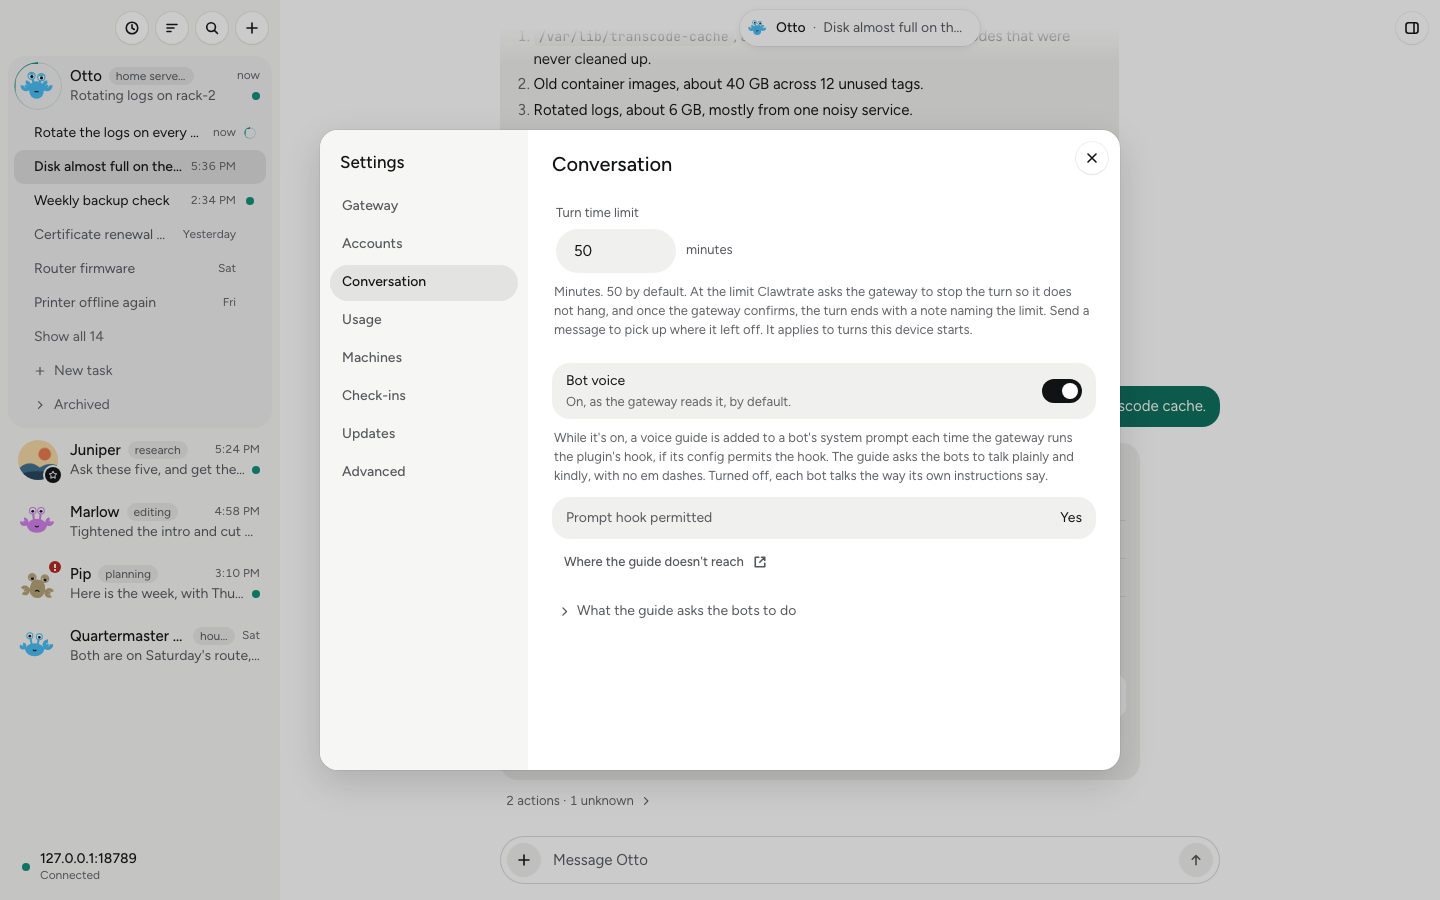 Otto home serve... now
Rotating logs on rack-2
Rotate the logs on every ... now
Disk almost full on the... 5:36 PM
Weekly backup check 2:34 PM
Certificate renewal ... Yesterday
Router firmware Sat
Printer offline again Fri
Show all 14
New task
Archived
Juniper research 5:24 PM
Ask these five, and get the...
Marlow editing 4:58 PM
Tightened the intro and cut ...
Pip planning 3:10 PM
Here is the week, with Thu...
Quartermaster ... hou... Sat
Both are on Saturday's route,...
127.0.0.1:18789
Connected
Otto · Disk almost full on th...
1. /var/lib/transcode-cache, that were
never cleaned up.
2. Old container images, about 40 GB across 12 unused tags.
3. Rotated logs, about 6 GB, mostly from one noisy service.
Settings
Gateway
Accounts
Conversation
Usage
Machines
Check-ins
Updates
Advanced
Conversation
Turn time limit
50 minutes
Minutes. 50 by default. At the limit Clawtrate asks the gateway to stop the turn so it does
not hang, and once the gateway confirms, the turn ends with a note naming the limit. Send a
message to pick up where it left off. It applies to turns this device starts.
Bot voice
On, as the gateway reads it, by default.
While it's on, a voice guide is added to a bot's system prompt each time the gateway runs
the plugin's hook, if its config permits the hook. The guide asks the bots to talk plainly and
kindly, with no em dashes. Turned off, each bot talks the way its own instructions say.
Prompt hook permitted Yes
Where the guide doesn't reach
What the guide asks the bots to do
scode cache.
2 actions · 1 unknown
Message Otto